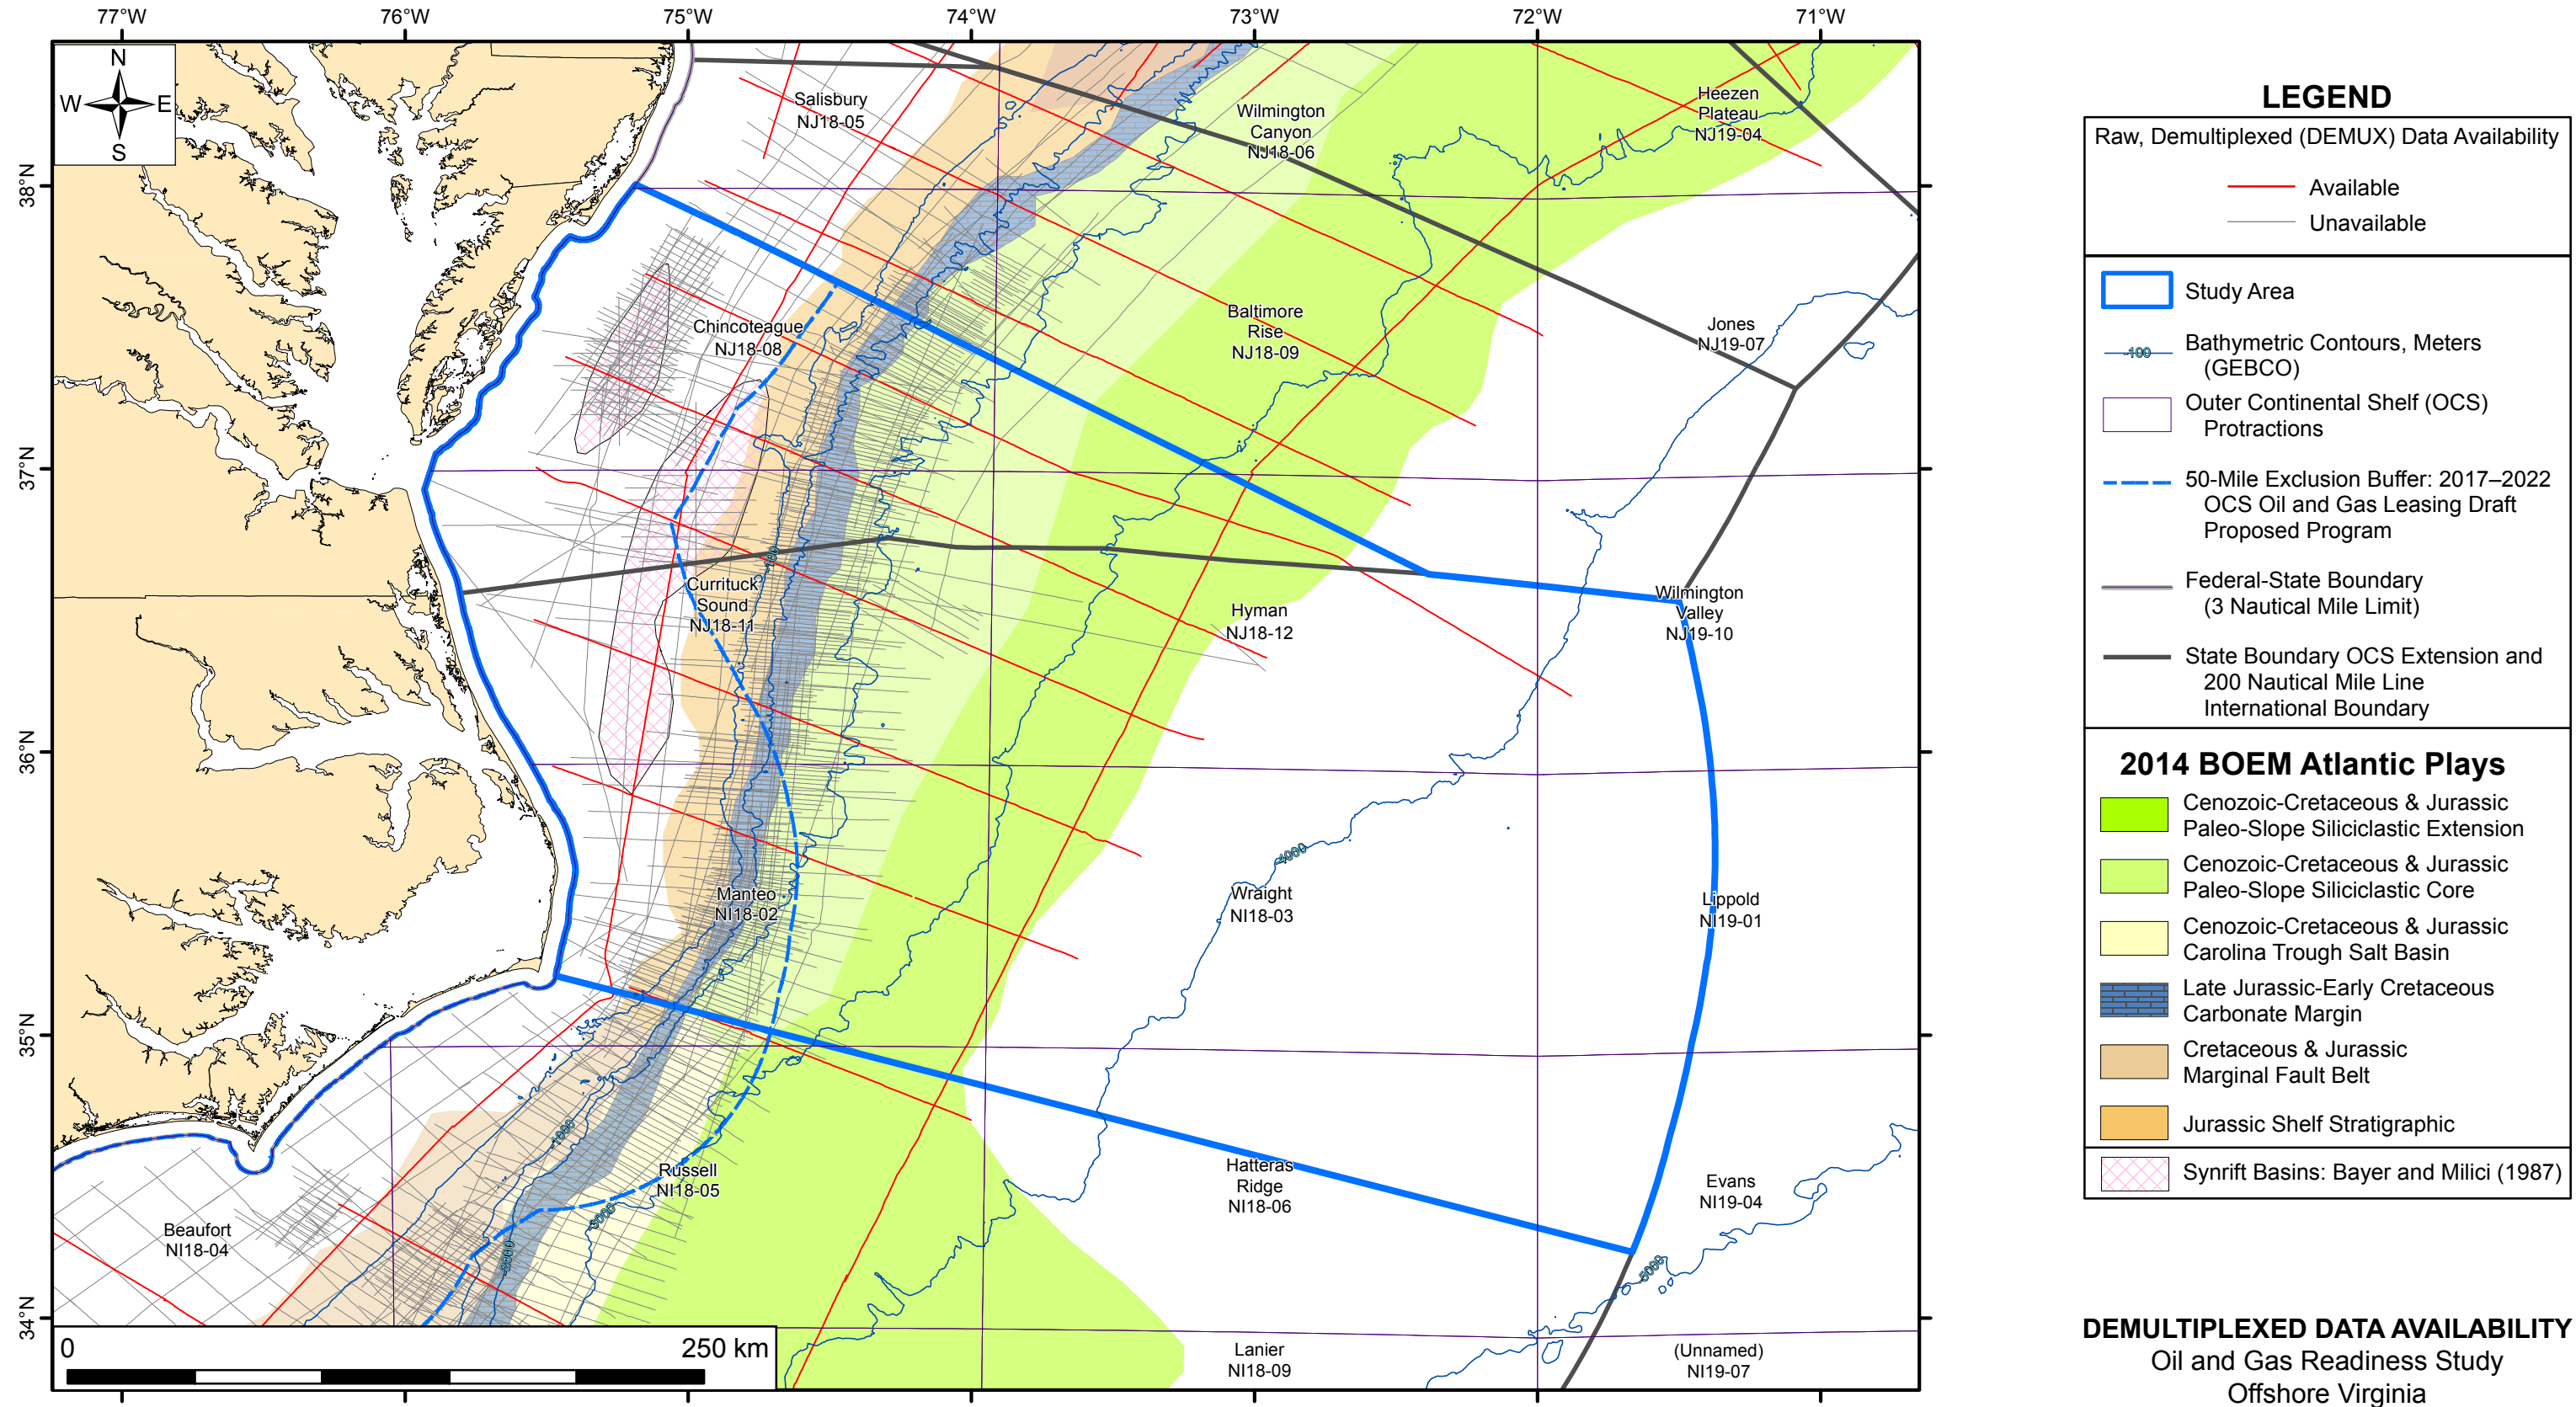 77°W 76°W 75°W 74°W 73°W 72°W 71°W
N
W E
S
38°N
37°N
36°N
35°N
34°N
Salisbury
NJ18-05
Wilmington
Canyon
NJ18-06
Heezen
Plateau
NJ19-04
Chincoteague
NJ18-08
Baltimore
Rise
NJ18-09
Jones
NJ19-07
Currituck
Sound
NJ18-11
Hyman
NJ18-12
Wilmington
Valley
NJ19-10
Manteo
NI18-02
Wraight
NI18-03
Lippold
NI19-01
Beaufort
NI18-04
Russell
NI18-05
Hatteras
Ridge
NI18-06
Evans
NI19-04
Lanier
NI18-09
(Unnamed)
NI19-07
-100
-4000
-1000
-3000
-2000
-5000
0 250 km
LEGEND
Raw, Demultiplexed (DEMUX) Data Availability
Available
Unavailable
Study Area
-100
Bathymetric Contours, Meters
(GEBCO)
Outer Continental Shelf (OCS)
Protractions
50-Mile Exclusion Buffer: 2017–2022
OCS Oil and Gas Leasing Draft
Proposed Program
Federal-State Boundary
(3 Nautical Mile Limit)
State Boundary OCS Extension and
200 Nautical Mile Line
International Boundary
2014 BOEM Atlantic Plays
Cenozoic-Cretaceous & Jurassic
Paleo-Slope Siliciclastic Extension
Cenozoic-Cretaceous & Jurassic
Paleo-Slope Siliciclastic Core
Cenozoic-Cretaceous & Jurassic
Carolina Trough Salt Basin
Late Jurassic-Early Cretaceous
Carbonate Margin
Cretaceous & Jurassic
Marginal Fault Belt
Jurassic Shelf Stratigraphic
Synrift Basins: Bayer and Milici (1987)
DEMULTIPLEXED DATA AVAILABILITY
Oil and Gas Readiness Study
Offshore Virginia